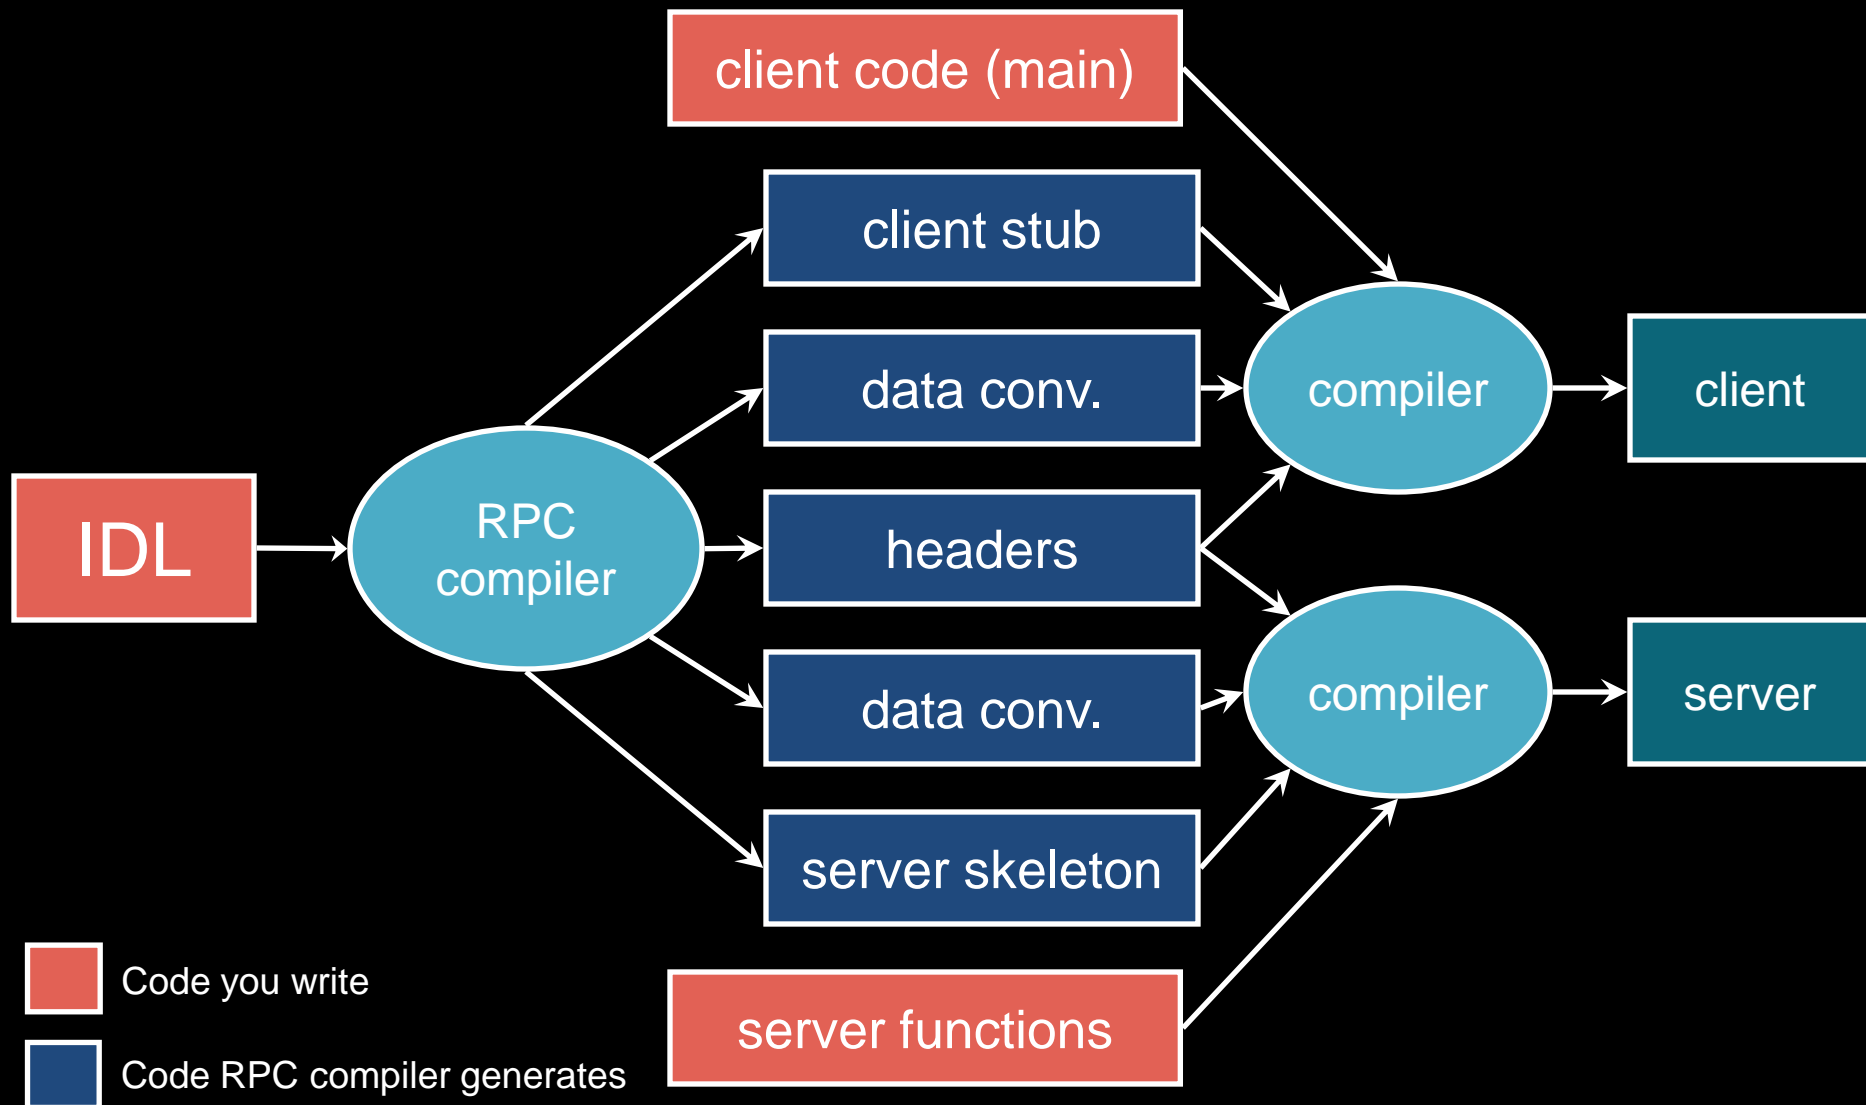 client code (main)
client stub
data conv.
compiler
client
IDL
RPC
compiler
headers
data conv.
compiler
server
server skeleton
server functions
Code you write
Code RPC compiler generates